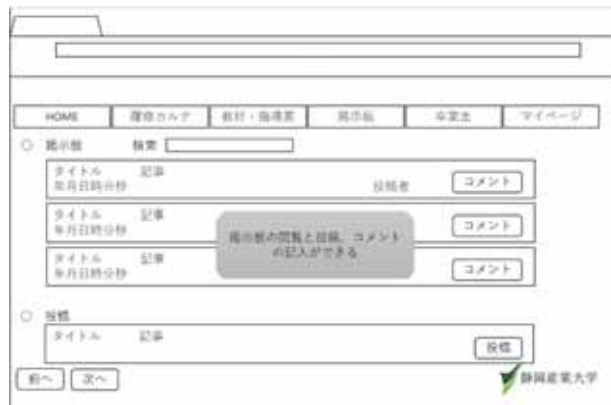 HOME 履修カルテ 教材・指導案 掲示板 卒業生 マイページ
掲示板 検索
タイトル 記事
年月日時分秒 投稿者 コメント
タイトル 記事
年月日時分秒 コメント
掲示板の閲覧と投稿、コメント
の記入ができる
タイトル 記事
年月日時分秒 コメント
投稿
タイトル 記事
投稿
前へ 次へ
静岡産業大学